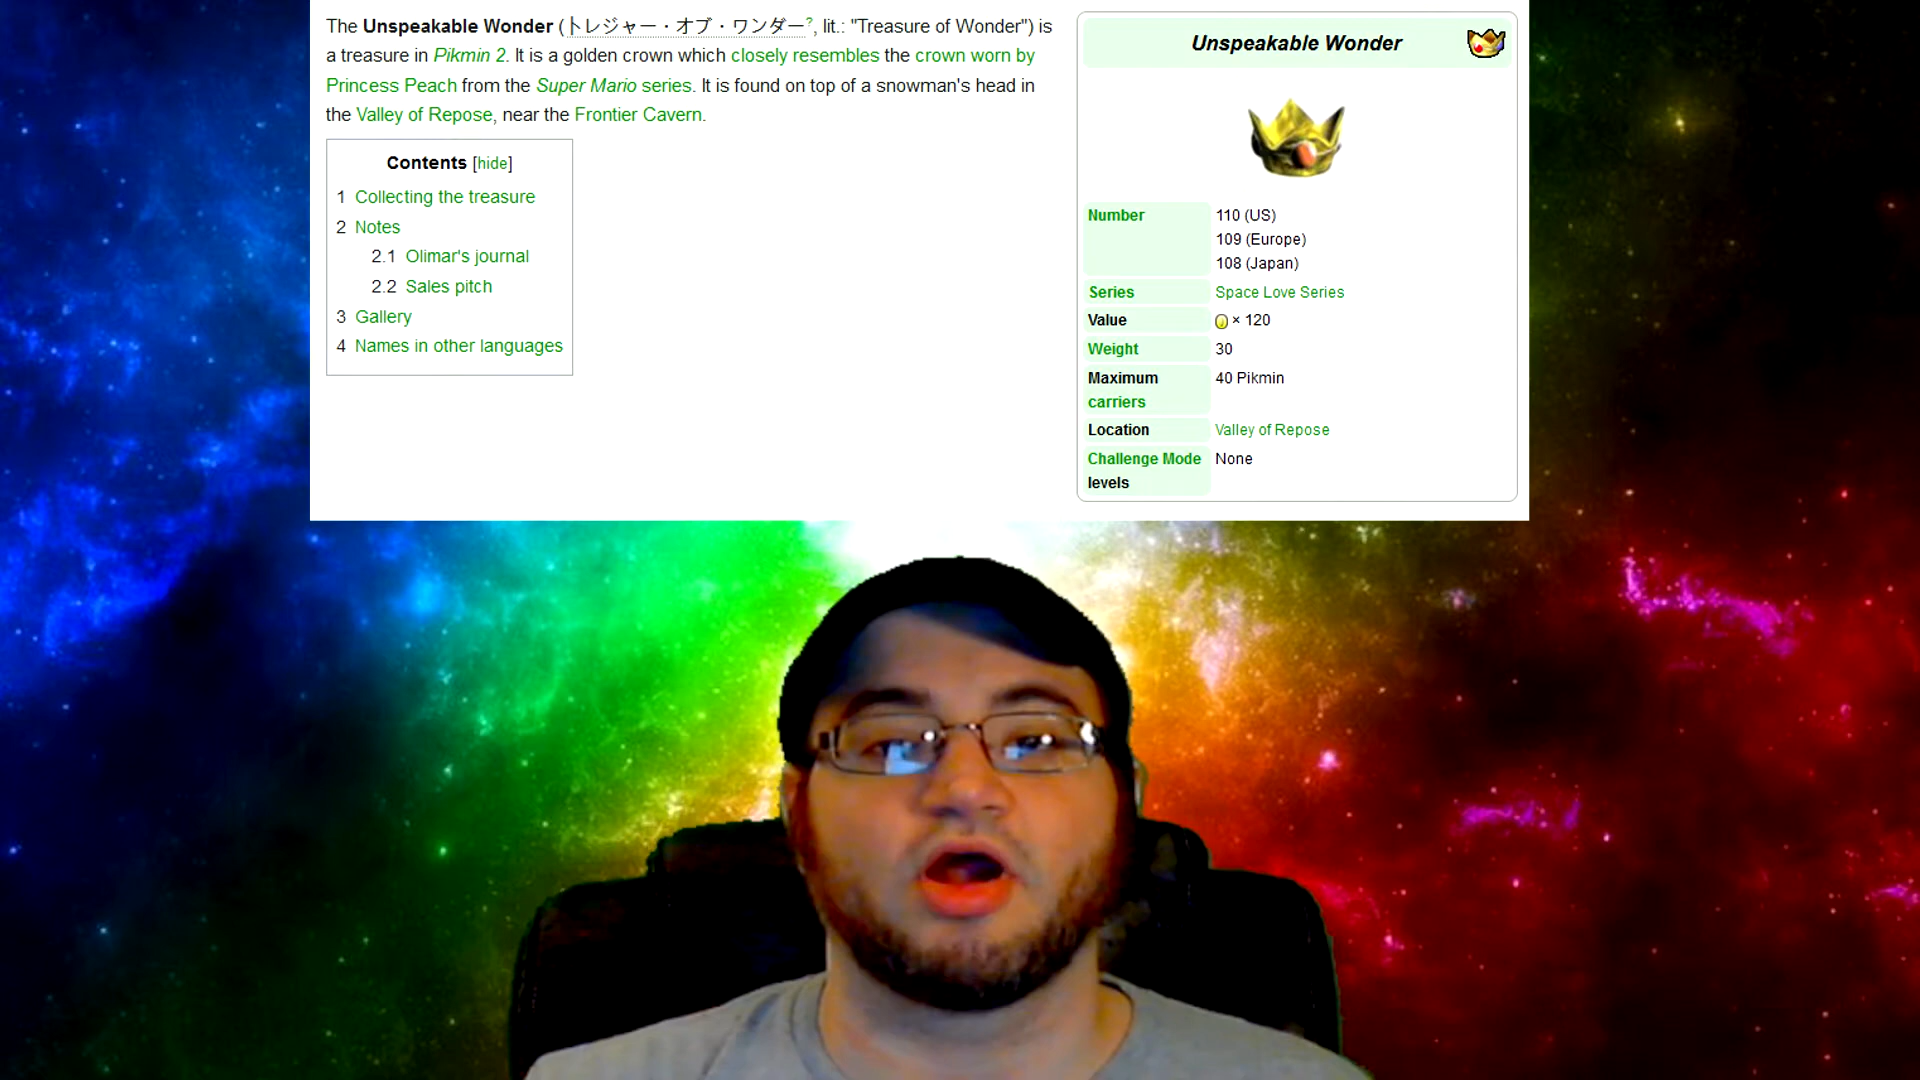 The Unspeakable Wonder (トレジャー・オブ・ワンダー?, lit.: "Treasure of Wonder") is
a treasure in Pikmin 2. It is a golden crown which closely resembles the crown worn by
Princess Peach from the Super Mario series. It is found on top of a snowman's head in
the Valley of Repose, near the Frontier Cavern.
Contents [hide]
1 Collecting the treasure
2 Notes
2.1 Olimar's journal
2.2 Sales pitch
3 Gallery
4 Names in other languages
Unspeakable Wonder
Number 110 (US)
109 (Europe)
108 (Japan)
Series Space Love Series
Value × 120
Weight 30
Maximum 40 Pikmin
carriers
Location Valley of Repose
Challenge Mode None
levels